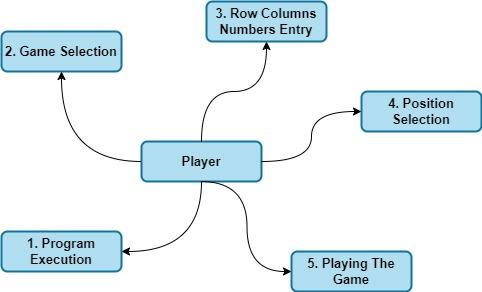 3. Row Columns
Numbers Entry
2. Game Selection
4. Position
Selection
Player
1. Program
Execution
5. Playing The
Game